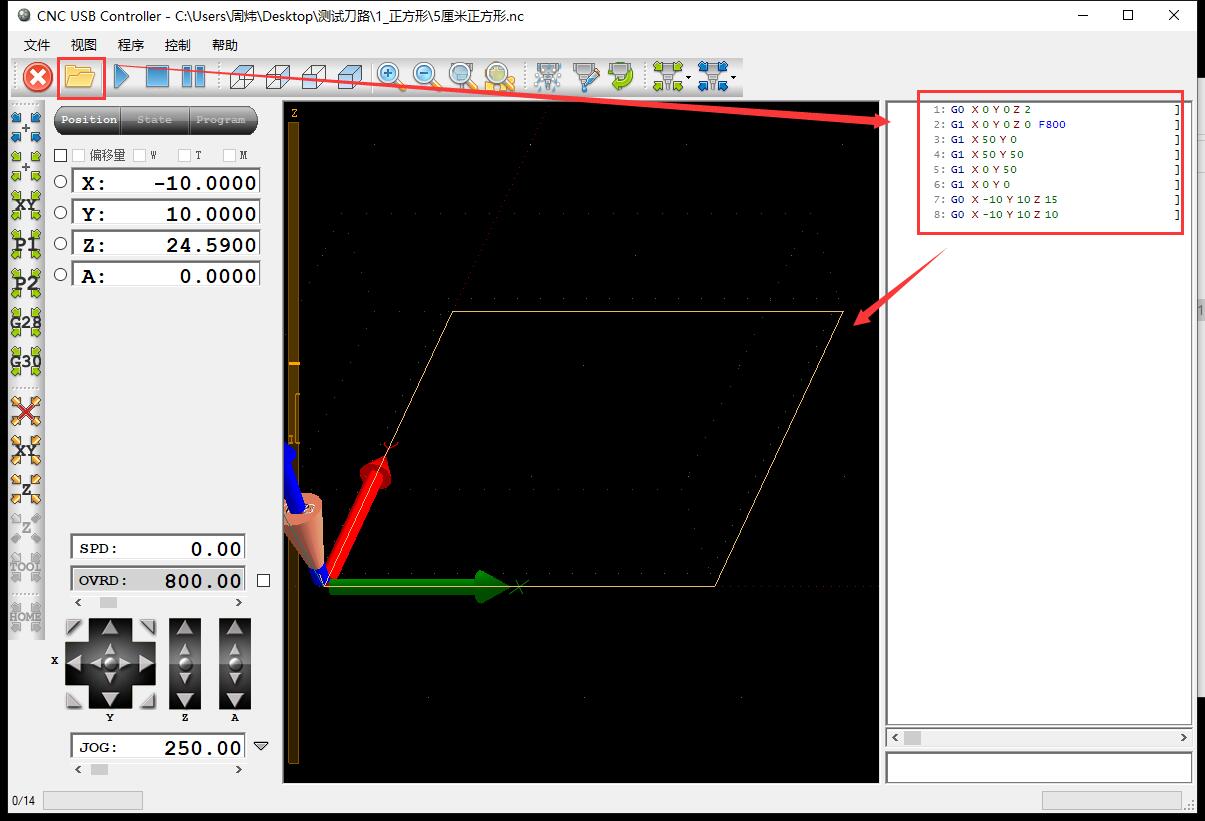 CNC USB Controller - C:\Users\周炜\Desktop\测试刀路\1_正方形\5厘米正方形.nc
文件 视图 程序 控制 帮助
Position State Program
偏移量 W T M
X: -10.0000
Y: 10.0000
Z: 24.5900
A: 0.0000
XY
P1
P2
G28
G30
XY
Z
Z
TOOL
HOME
SPD: 0.00
OVRD: 800.00
X
Y Z A
JOG: 250.00
0/14
Z
Y
X
1: G0 X 0 Y 0 Z 2 ]
2: G1 X 0 Y 0 Z 0 F800 ]
3: G1 X 50 Y 0 ]
4: G1 X 50 Y 50 ]
5: G1 X 0 Y 50 ]
6: G1 X 0 Y 0 ]
7: G0 X -10 Y 10 Z 15 ]
8: G0 X -10 Y 10 Z 10 ]
1